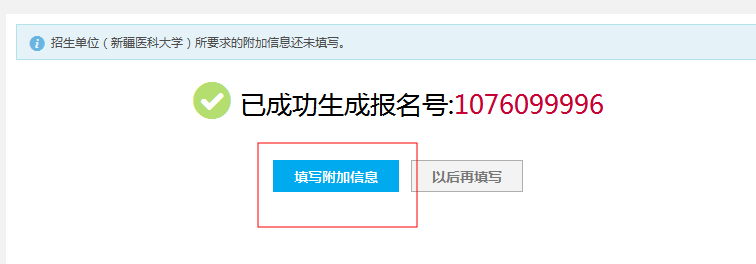 招生单位（新疆医科大学）所要求的附加信息还未填写。
已成功生成报名号:1076099996
填写附加信息 以后再填写